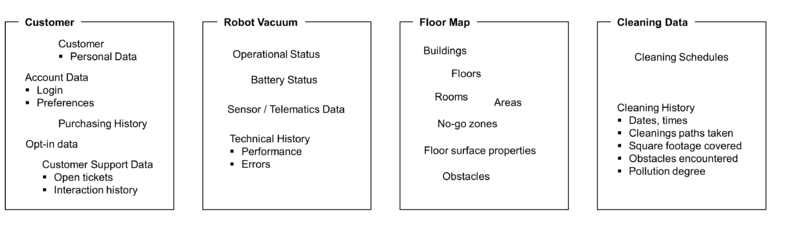 Customer
Customer
▪ Personal Data
Account Data
▪ Login
▪ Preferences
Purchasing History
Opt-in data
Customer Support Data
▪ Open tickets
▪ Interaction history
Robot Vacuum
Operational Status
Battery Status
Sensor / Telematics Data
Technical History
▪ Performance
▪ Errors
Floor Map
Buildings
Floors
Rooms
Areas
No-go zones
Floor surface properties
Obstacles
Cleaning Data
Cleaning Schedules
Cleaning History
▪ Dates, times
▪ Cleanings paths taken
▪ Square footage covered
▪ Obstacles encountered
▪ Pollution degree